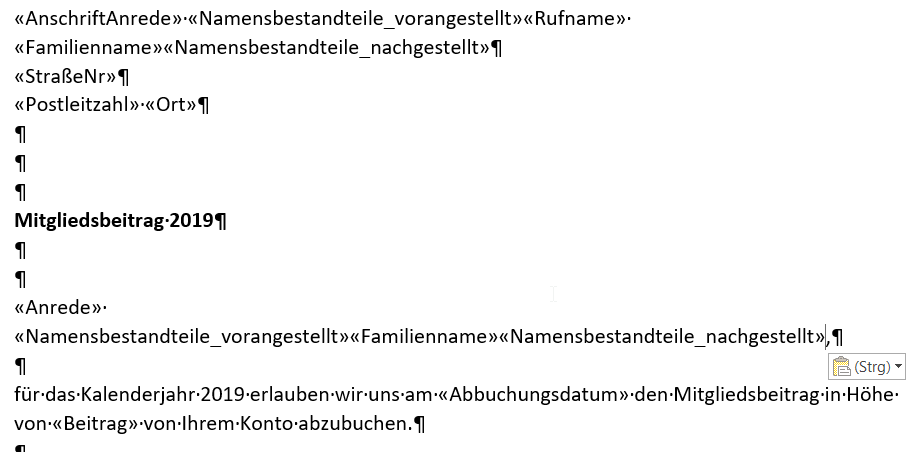 «AnschriftAnrede»·«Namensbestandteile_vorangestellt»«Rufname»·
«Familienname»«Namensbestandteile_nachgestellt»¶
«StraßeNr»¶
«Postleitzahl»·«Ort»¶
¶
¶
¶
Mitgliedsbeitrag·2019¶
¶
¶
«Anrede»·
«Namensbestandteile_vorangestellt»«Familienname»«Namensbestandteile_nachgestellt»,¶
¶
(Strg)
für·das·Kalenderjahr·2019·erlauben·wir·uns·am·«Abbuchungsdatum»·den·Mitgliedsbeitrag·in·Höhe·
von·«Beitrag»·von·Ihrem·Konto·abzubuchen.¶
¶